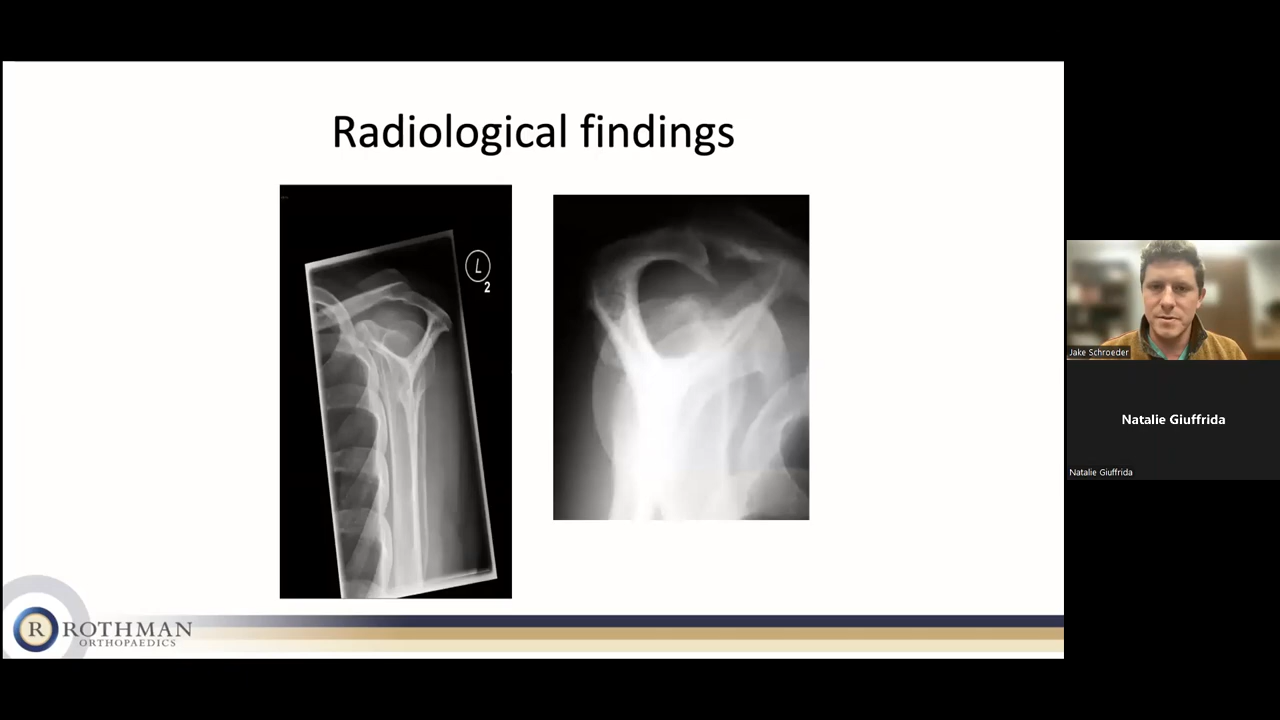 Radiological findings
L
2
R ROTHMAN
ORTHOPAEDICS
Jake Schroeder
Natalie Giuffrida
Natalie Giuffrida